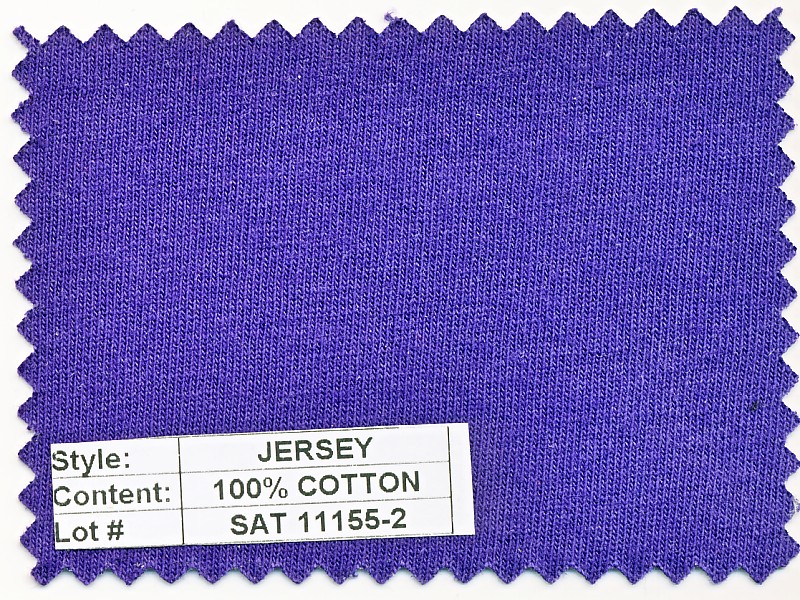 Style: JERSEY
Content: 100% COTTON
Lot # SAT 11155-2